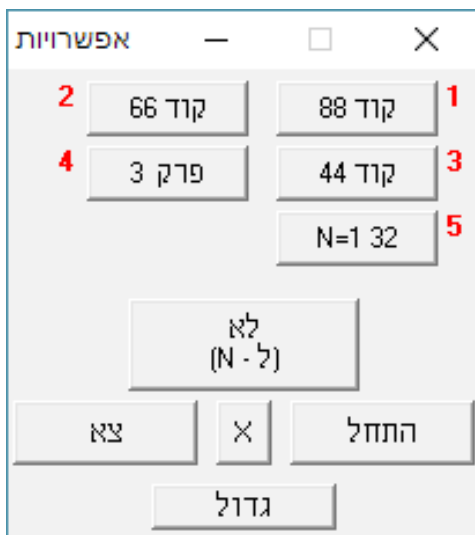 אפשרויות
קוד 88 1
קוד 66 2
קוד 44 3
פרק 3 4
N=1 32 5
לא
(ל - N)
התחל
X
צא
גדול